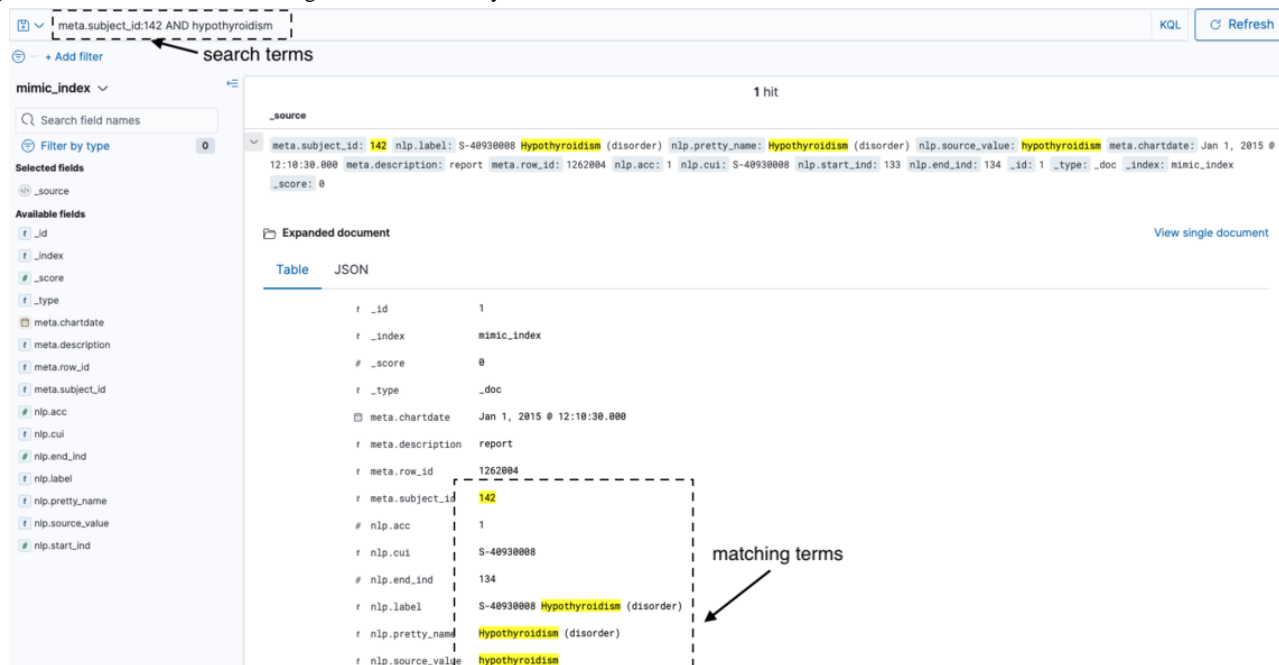 meta.subject_id:142 AND hypothyroidism
KQL
Refresh
+ Add filter
search terms
mimic_index
1 hit
Search field names
_source
Filter by type
0
meta.subject_id: 142 nlp.label: S-40930008 Hypothyroidism (disorder) nlp.pretty_name: Hypothyroidism (disorder) nlp.source_value: hypothyroidism meta.chartdate: Jan 1, 2015 @
12:10:30.000 meta.description: report meta.row_id: 1262004 nlp.acc: 1 nlp.cui: S-40930008 nlp.start_ind: 133 nlp.end_ind: 134 _id: 1 _type: _doc _index: mimic_index
_score: 0
Selected fields
_source
Available fields
t _id
t _index
# _score
t _type
meta.chartdate
t meta.description
t meta.row_id
t meta.subject_id
# nlp.acc
t nlp.cui
# nlp.end_ind
t nlp.label
t nlp.pretty_name
t nlp.source_value
# nlp.start_ind
Expanded document
View single document
Table JSON
t _id 1
t _index mimic_index
# _score 0
t _type _doc
meta.chartdate Jan 1, 2015 @ 12:10:30.000
t meta.description report
t meta.row_id 1262004
t meta.subject_id 142
# nlp.acc 1
t nlp.cui S-40930008
# nlp.end_ind 134
t nlp.label S-40930008 Hypothyroidism (disorder)
t nlp.pretty_name Hypothyroidism (disorder)
t nlp.source_value hypothyroidism
matching terms